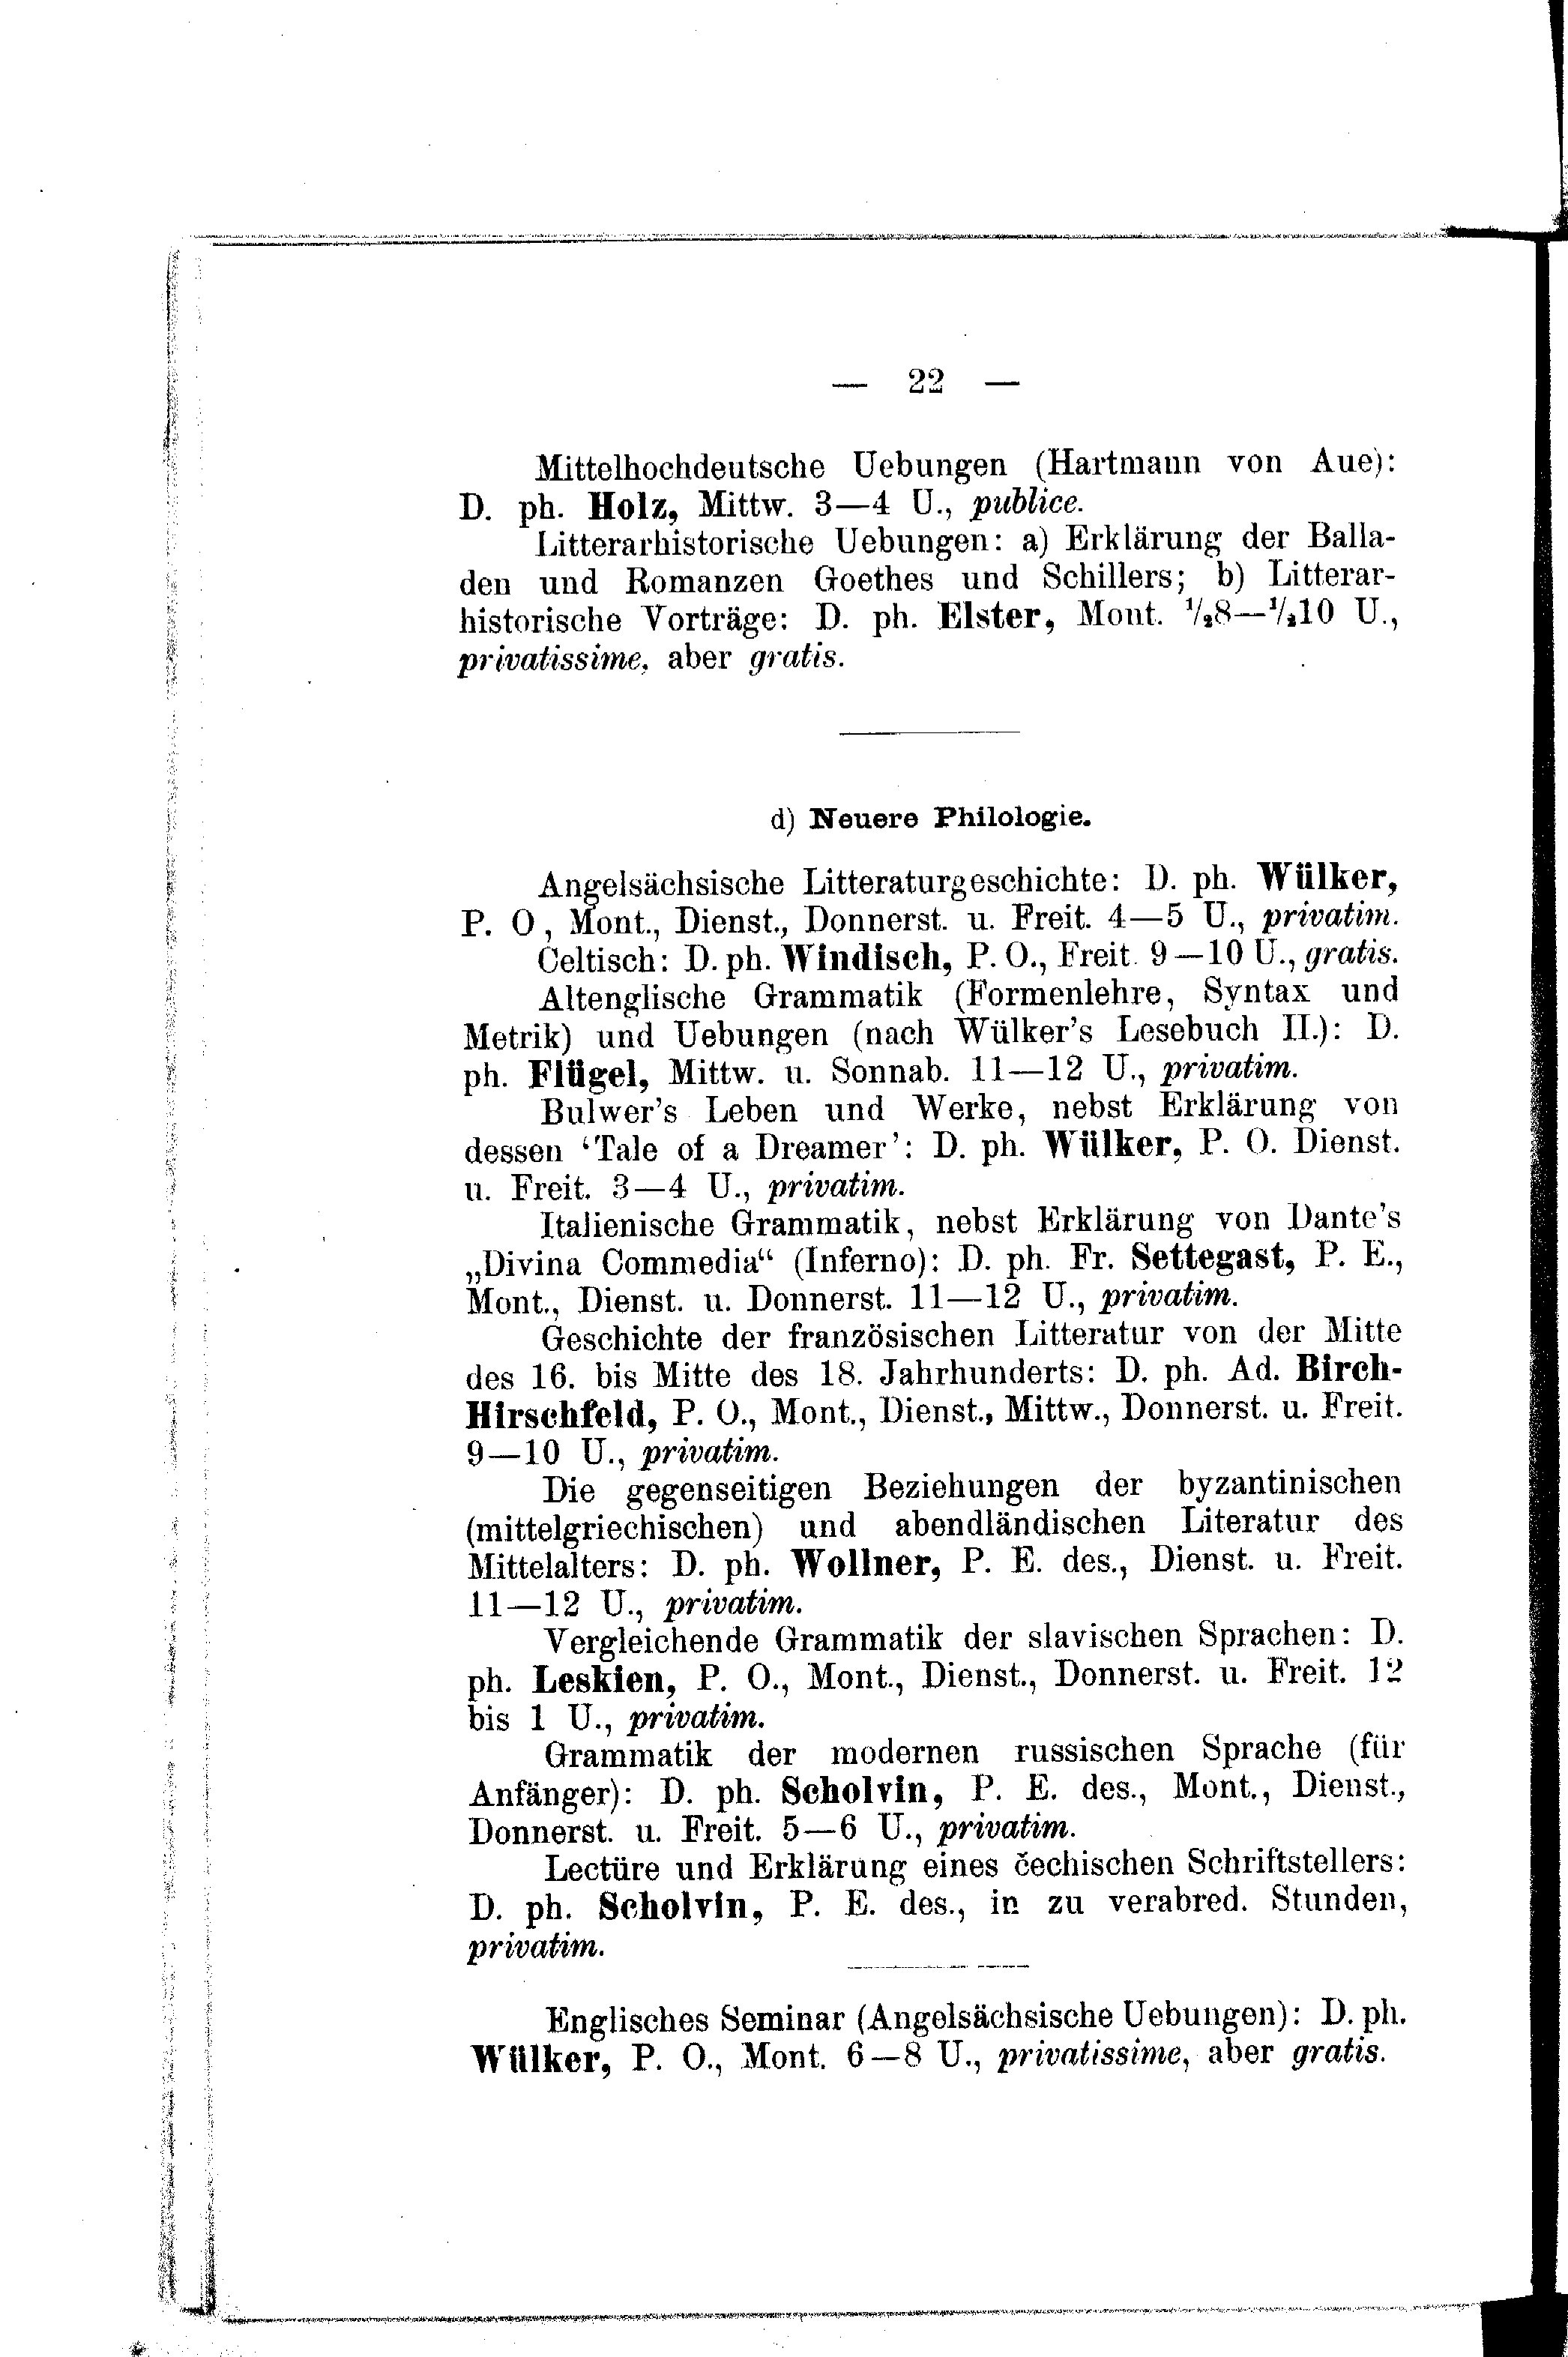 — 22 —
Mittelhochdeutsche Uebungen (Hartmann von Aue):
D. ph. Holz, Mittw. 3—4 U., publice.
Litterarhistorische Uebungen: a) Erklärung der Balla-
den und Romanzen Goethes und Schillers; b) Litterar-
historische Vorträge: D. ph. Elster, Mont. ½8—½10 U.,
privatissime, aber gratis.
d) Neuere Philologie.
Angelsächsische Litteraturgeschichte: D. ph. Wülker,
P. O, Mont., Dienst., Donnerst. u. Freit. 4—5 U., privatim.
Celtisch: D. ph. Windisch, P. O., Freit. 9—10 U., gratis.
Altenglische Grammatik (Formenlehre, Syntax und
Metrik) und Uebungen (nach Wülker's Lesebuch II.): D.
ph. Flügel, Mittw. u. Sonnab. 11—12 U., privatim.
Bulwer's Leben und Werke, nebst Erklärung von
dessen 'Tale of a Dreamer': D. ph. Wülker, P. O. Dienst.
u. Freit. 3—4 U., privatim.
Italienische Grammatik, nebst Erklärung von Dante's
„Divina Commedia“ (Inferno): D. ph. Fr. Settegast, P. E.,
Mont., Dienst. u. Donnerst. 11—12 U., privatim.
Geschichte der französischen Litteratur von der Mitte
des 16. bis Mitte des 18. Jahrhunderts: D. ph. Ad. Birch-
Hirschfeld, P. O., Mont., Dienst., Mittw., Donnerst. u. Freit.
9—10 U., privatim.
Die gegenseitigen Beziehungen der byzantinischen
(mittelgriechischen) und abendländischen Literatur des
Mittelalters: D. ph. Wollner, P. E. des., Dienst. u. Freit.
11—12 U., privatim.
Vergleichende Grammatik der slavischen Sprachen: D.
ph. Leskien, P. O., Mont., Dienst., Donnerst. u. Freit. 12
bis 1 U., privatim.
Grammatik der modernen russischen Sprache (für
Anfänger): D. ph. Scholvin, P. E. des., Mont., Dienst.,
Donnerst. u. Freit. 5—6 U., privatim.
Lectüre und Erklärung eines čechischen Schriftstellers:
D. ph. Scholvin, P. E. des., in zu verabred. Stunden,
privatim.
Englisches Seminar (Angelsächsische Uebungen): D. ph.
Wülker, P. O., Mont. 6—8 U., privatissime, aber gratis.